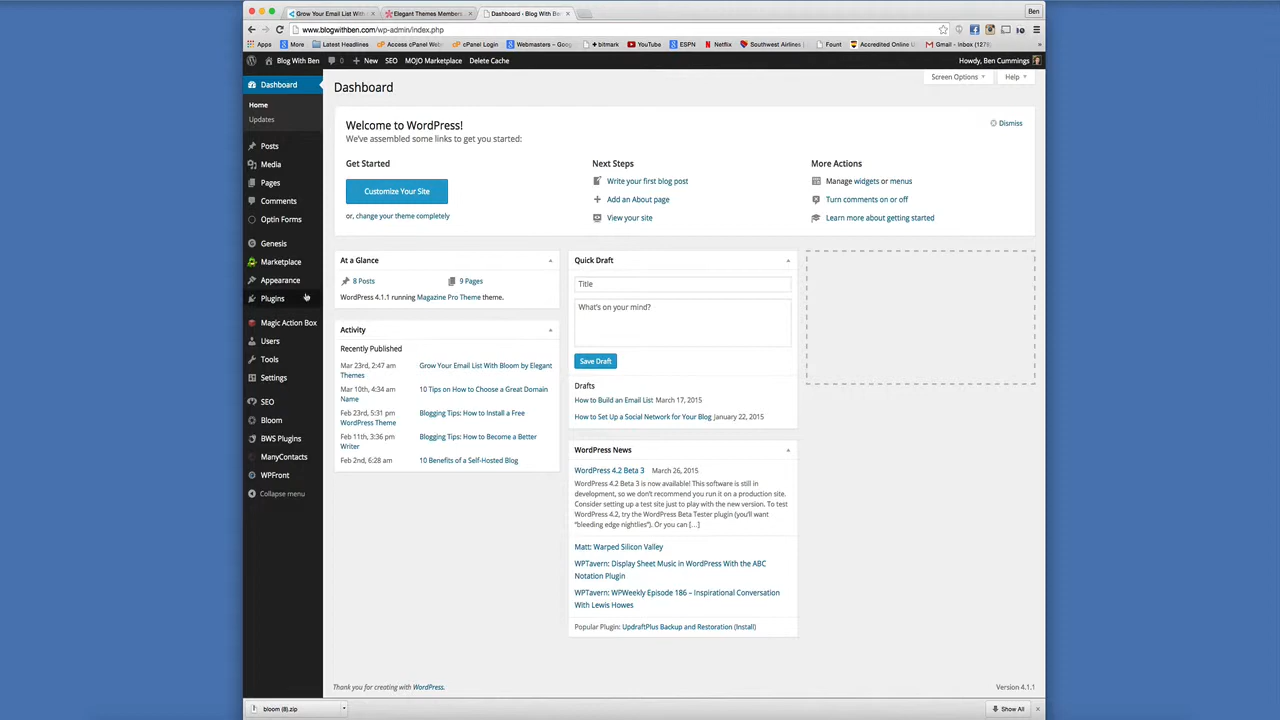 Grow Your Email List With
Elegant Themes Members
Dashboard ‹ Blog With Ben
Ben
www.blogwithben.com/wp-admin/index.php
Apps
More
Latest Headlines
Access cPanel Web
cPanel Login
Webmasters – Goo
+ bitmark
YouTube
ESPN
Netflix
Southwest Airlines |
Fount
Accredited Online U
Gmail - Inbox (127
Blog With Ben
0
New
SEO
MOJO Marketplace
Delete Cache
Howdy, Ben Cummings
Dashboard
Home
Updates
Posts
Media
Pages
Comments
Optin Forms
Genesis
Marketplace
Appearance
Plugins
Magic Action Box
Users
Tools
Settings
SEO
Bloom
BWS Plugins
ManyContacts
WPFront
Collapse menu
Dashboard
Screen Options
Help
Welcome to WordPress!
We've assembled some links to get you started:
Dismiss
Get Started
Customize Your Site
or, change your theme completely
Next Steps
Write your first blog post
Add an About page
View your site
More Actions
Manage widgets or menus
Turn comments on or off
Learn more about getting started
At a Glance
8 Posts
9 Pages
WordPress 4.1.1 running Magazine Pro Theme theme.
Activity
Recently Published
Mar 23rd, 2:47 am Grow Your Email List With Bloom by Elegant
Themes
Mar 10th, 4:34 am 10 Tips on How to Choose a Great Domain
Name
Feb 23rd, 5:31 pm Blogging Tips: How to Install a Free
WordPress Theme
Feb 11th, 3:36 pm Blogging Tips: How to Become a Better
Writer
Feb 2nd, 6:28 am 10 Benefits of a Self-Hosted Blog
Quick Draft
Title
What's on your mind?
Save Draft
Drafts
How to Build an Email List March 17, 2015
How to Set Up a Social Network for Your Blog January 22, 2015
WordPress News
WordPress 4.2 Beta 3 March 26, 2015
WordPress 4.2 Beta 3 is now available! This software is still in
development, so we don't recommend you run it on a production site.
Consider setting up a test site just to play with the new version. To test
WordPress 4.2, try the WordPress Beta Tester plugin (you'll want
"bleeding edge nightlies"). Or you can [...]
Matt: Warped Silicon Valley
WPTavern: Display Sheet Music in WordPress With the ABC
Notation Plugin
WPTavern: WPWeekly Episode 186 – Inspirational Conversation
With Lewis Howes
Popular Plugin: UpdraftPlus Backup and Restoration (Install)
Thank you for creating with WordPress.
Version 4.1.1
bloom (8).zip
Show All